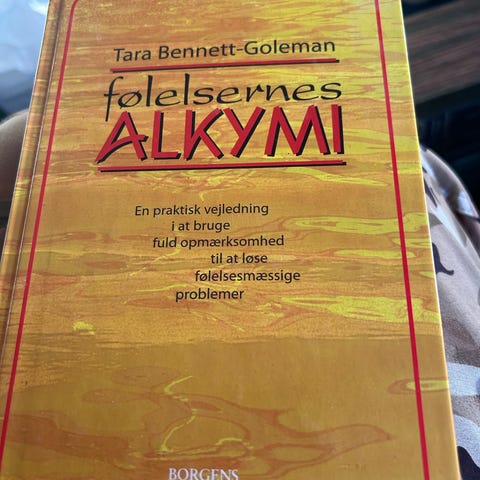 Tara Bennett-Goleman
følelsernes
ALKYMI
En praktisk vejledning
i at bruge
fuld opmærksomhed
til at løse
følelsesmæssige
problemer
BORGENS